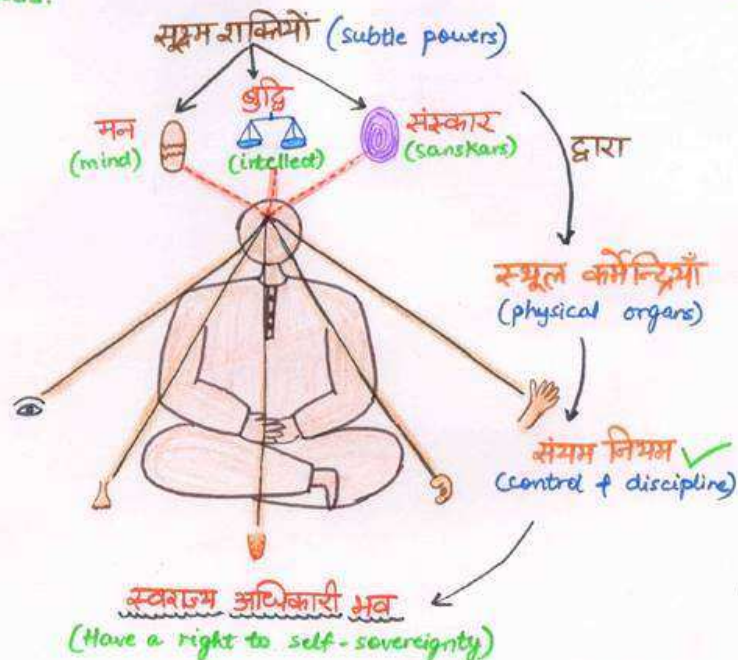 सूक्ष्म शक्तियों (subtle powers)
बुद्धि
मन
संस्कार
(mind)
(intellect)
(sanskars)
द्वारा
स्थूल कर्मेन्द्रियाँ
(physical organs)
संयम नियम
(control & discipline)
स्वराज्य अधिकारी भव
(Have a right to self-sovereignty)